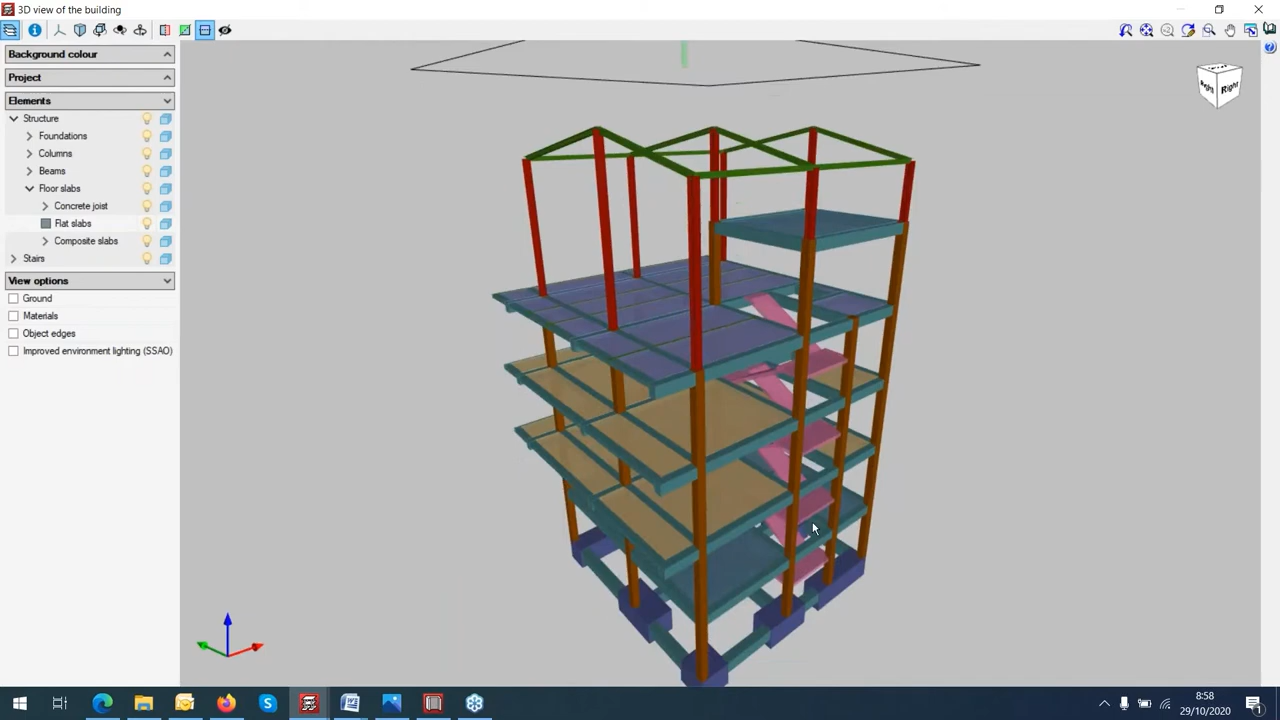 3D view of the building
Background colour
Project
Elements
Structure
Foundations
Columns
Beams
Floor slabs
Concrete joist
Flat slabs
Composite slabs
Stairs
View options
Ground
Materials
Object edges
Improved environment lighting (SSAO)
Right
8:58
29/10/2020
1